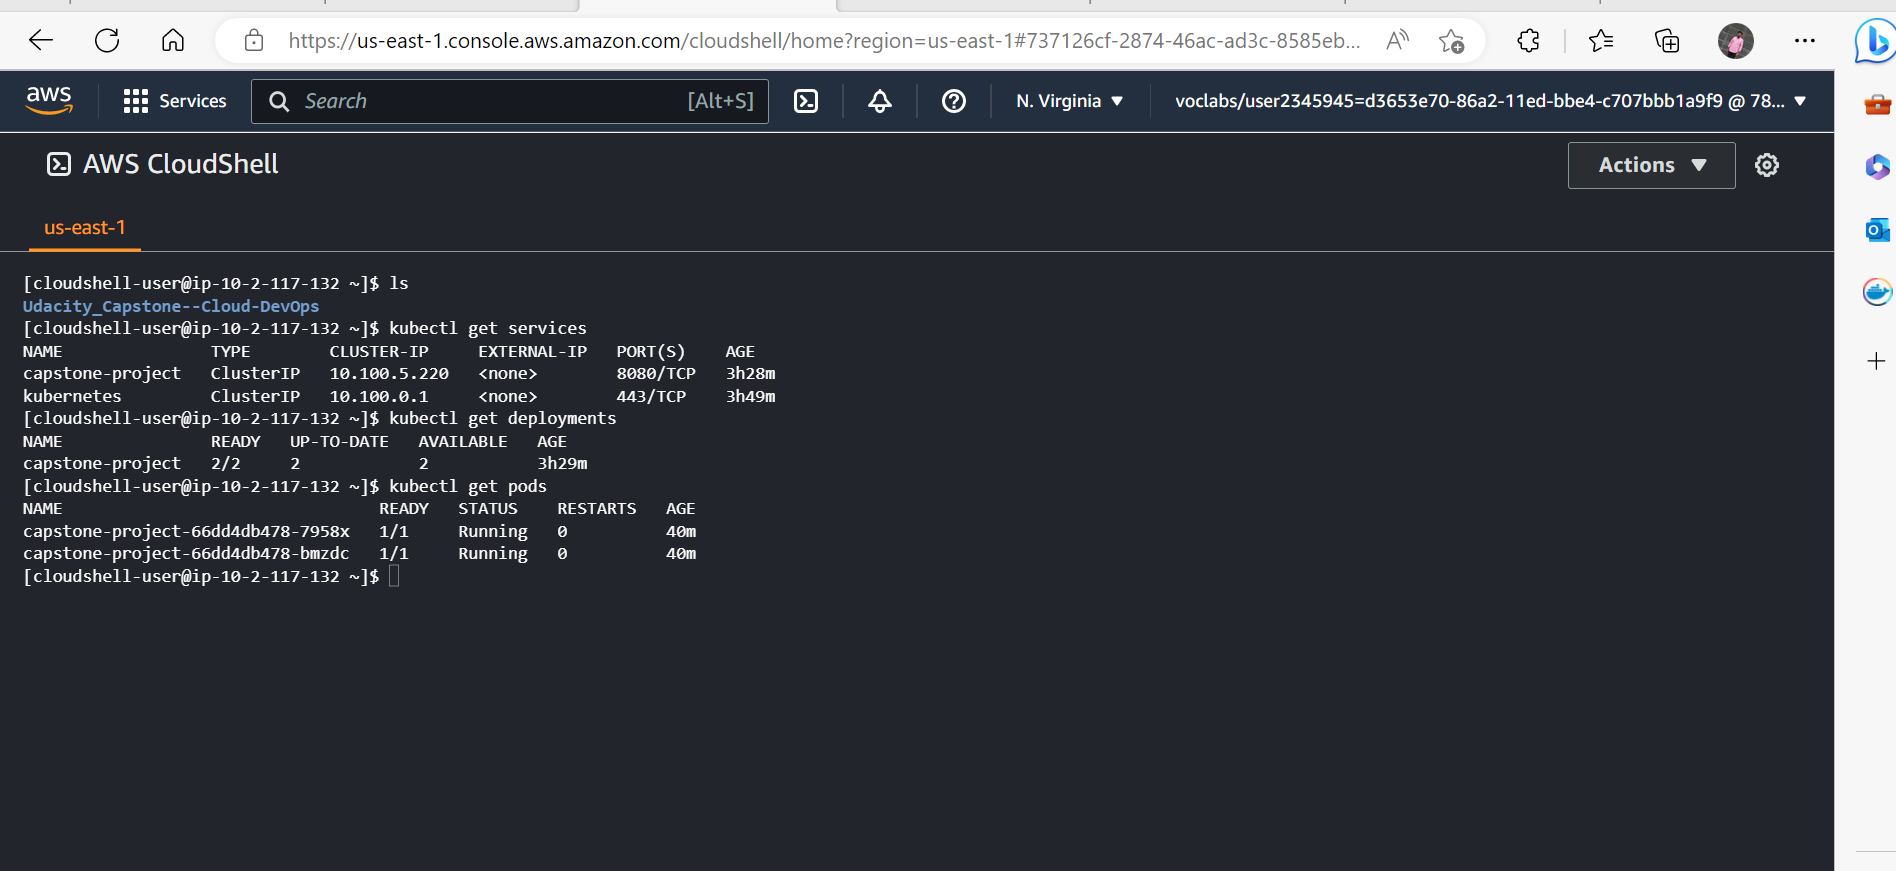 https://us-east-1.console.aws.amazon.com/cloudshell/home?region=us-east-1#737126cf-2874-46ac-ad3c-8585eb...
aws Services Search [Alt+S] N. Virginia voclabs/user2345945=d3653e70-86a2-11ed-bbe4-c707bbb1a9f9 @ 78...
AWS CloudShell Actions
us-east-1
[cloudshell-user@ip-10-2-117-132 ~]$ ls
Udacity_Capstone--Cloud-DevOps
[cloudshell-user@ip-10-2-117-132 ~]$ kubectl get services
NAME TYPE CLUSTER-IP EXTERNAL-IP PORT(S) AGE
capstone-project ClusterIP 10.100.5.220 <none> 8080/TCP 3h28m
kubernetes ClusterIP 10.100.0.1 <none> 443/TCP 3h49m
[cloudshell-user@ip-10-2-117-132 ~]$ kubectl get deployments
NAME READY UP-TO-DATE AVAILABLE AGE
capstone-project 2/2 2 2 3h29m
[cloudshell-user@ip-10-2-117-132 ~]$ kubectl get pods
NAME READY STATUS RESTARTS AGE
capstone-project-66dd4db478-7958x 1/1 Running 0 40m
capstone-project-66dd4db478-bmzdc 1/1 Running 0 40m
[cloudshell-user@ip-10-2-117-132 ~]$